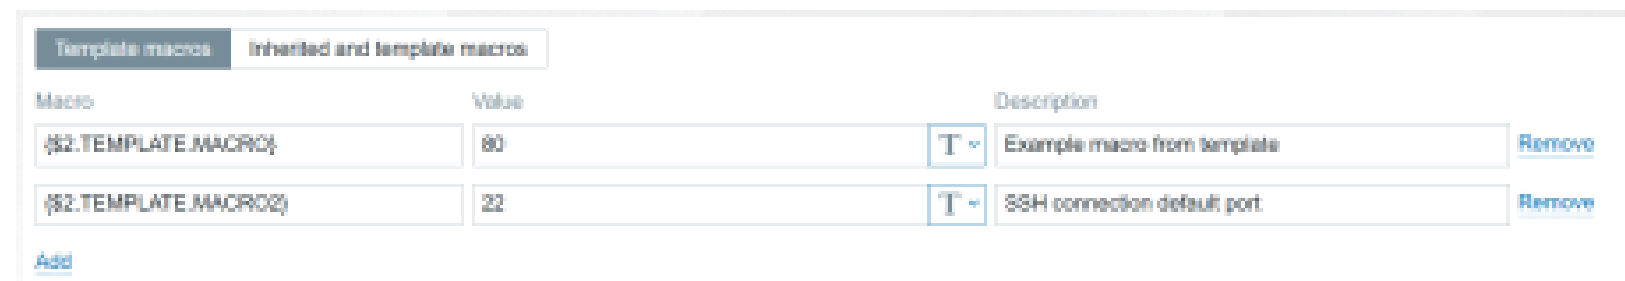 Template macros Inherited and template macros
Macro Value Description
{$2.TEMPLATE.MACRO} 80 T Example macro from template Remove
{$2.TEMPLATE.MACRO2} 22 T SSH connection default port Remove
Add